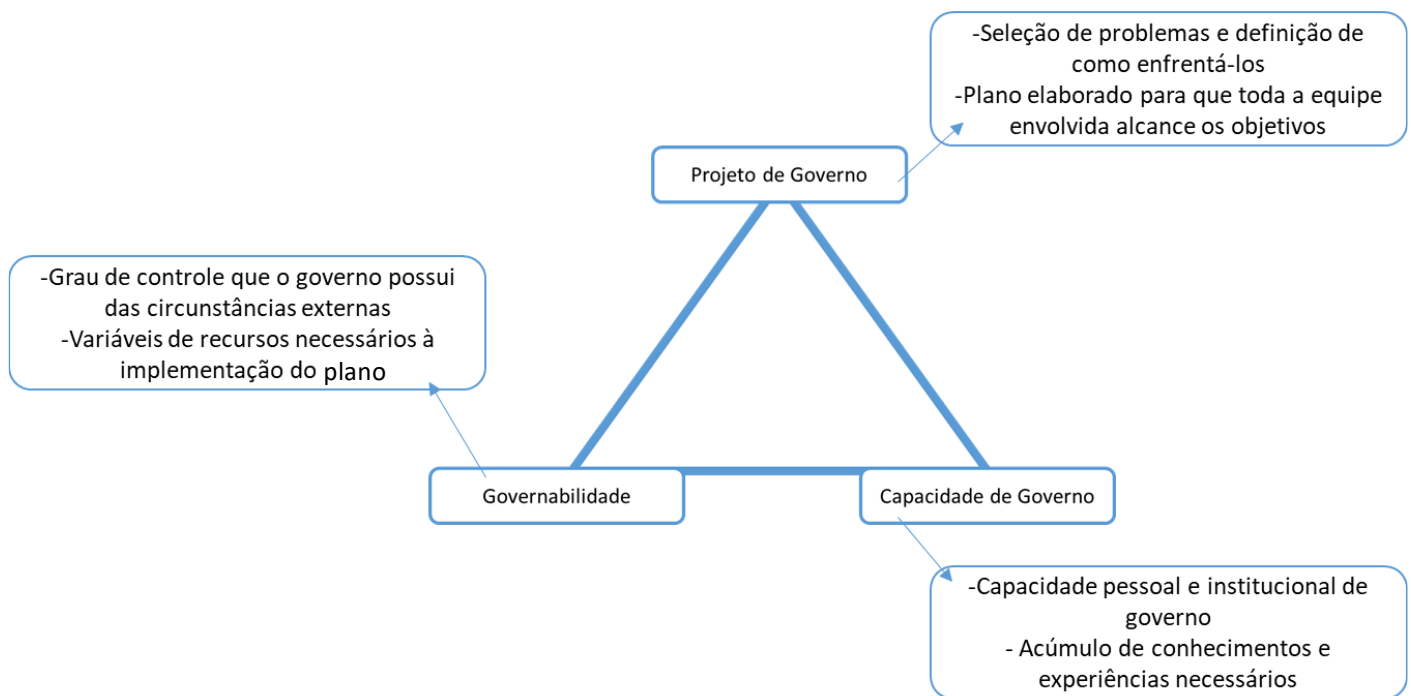 -Seleção de problemas e definição de
como enfrentá-los
-Plano elaborado para que toda a equipe
envolvida alcance os objetivos
Projeto de Governo
-Grau de controle que o governo possui
das circunstâncias externas
-Variáveis de recursos necessários à
implementação do plano
Governabilidade
Capacidade de Governo
-Capacidade pessoal e institucional de
governo
- Acúmulo de conhecimentos e
experiências necessários